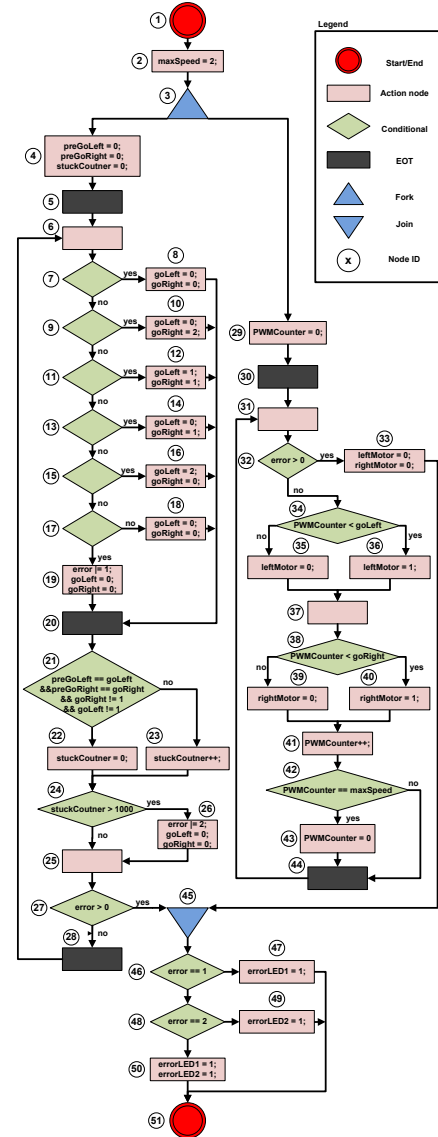 Legend
Start/End
Action node
Conditional
EOT
Fork
Join
x
Node ID
1
2
maxSpeed = 2;
3
4
preGoLeft = 0;
preGoRight = 0;
stuckCoutner = 0;
5
6
7
yes
no
8
goLeft = 0;
goRight = 0;
9
yes
no
10
goLeft = 0;
goRight = 2;
11
yes
no
12
goLeft = 1;
goRight = 1;
13
yes
no
14
goLeft = 0;
goRight = 1;
15
yes
no
16
goLeft = 2;
goRight = 0;
17
no
yes
18
goLeft = 0;
goRight = 0;
19
error |= 1;
goLeft = 0;
goRight = 0;
20
21
preGoLeft == goLeft
&&preGoRight == goRight
&& goRight != 1
&& goLeft != 1
no
yes
22
stuckCoutner = 0;
23
stuckCoutner++;
24
stuckCoutner > 1000
yes
no
26
error |= 2;
goLeft = 0;
goRight = 0;
25
27
error > 0
yes
no
28
29
PWMCounter = 0;
30
31
32
error > 0
yes
no
33
leftMotor = 0;
rightMotor = 0;
34
PWMCounter < goLeft
no
yes
35
leftMotor = 0;
36
leftMotor = 1;
37
38
PWMCounter < goRight
no
yes
39
rightMotor = 0;
40
rightMotor = 1;
41
PWMCounter++;
42
PWMCounter == maxSpeed
no
yes
43
PWMCounter = 0
44
45
46
error == 1
47
errorLED1 = 1;
48
error == 2
49
errorLED2 = 1;
50
errorLED1 = 1;
errorLED2 = 1;
51